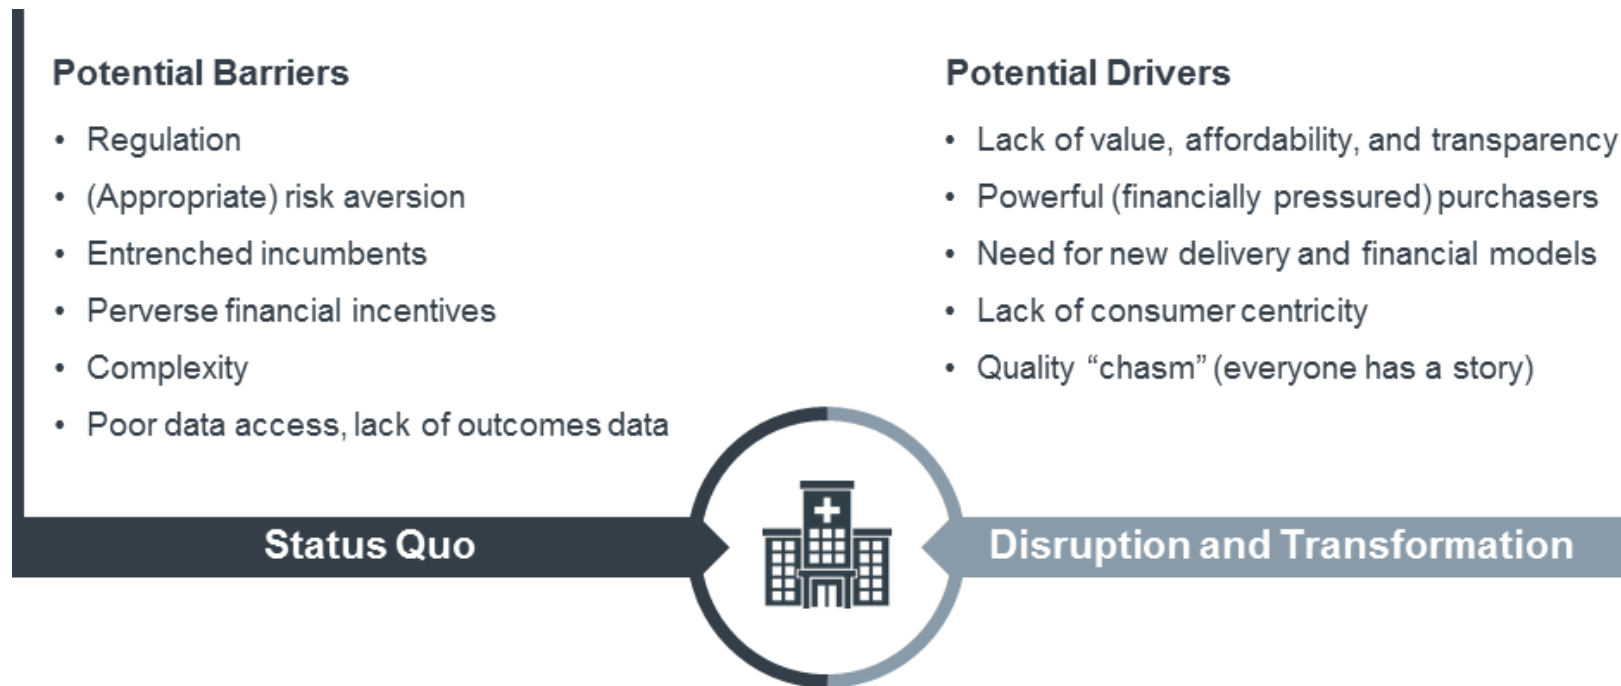 Potential Barriers
• Regulation
• (Appropriate) risk aversion
• Entrenched incumbents
• Perverse financial incentives
• Complexity
• Poor data access, lack of outcomes data
Status Quo
Potential Drivers
• Lack of value, affordability, and transparency
• Powerful (financially pressured) purchasers
• Need for new delivery and financial models
• Lack of consumer centricity
• Quality “chasm” (everyone has a story)
Disruption and Transformation